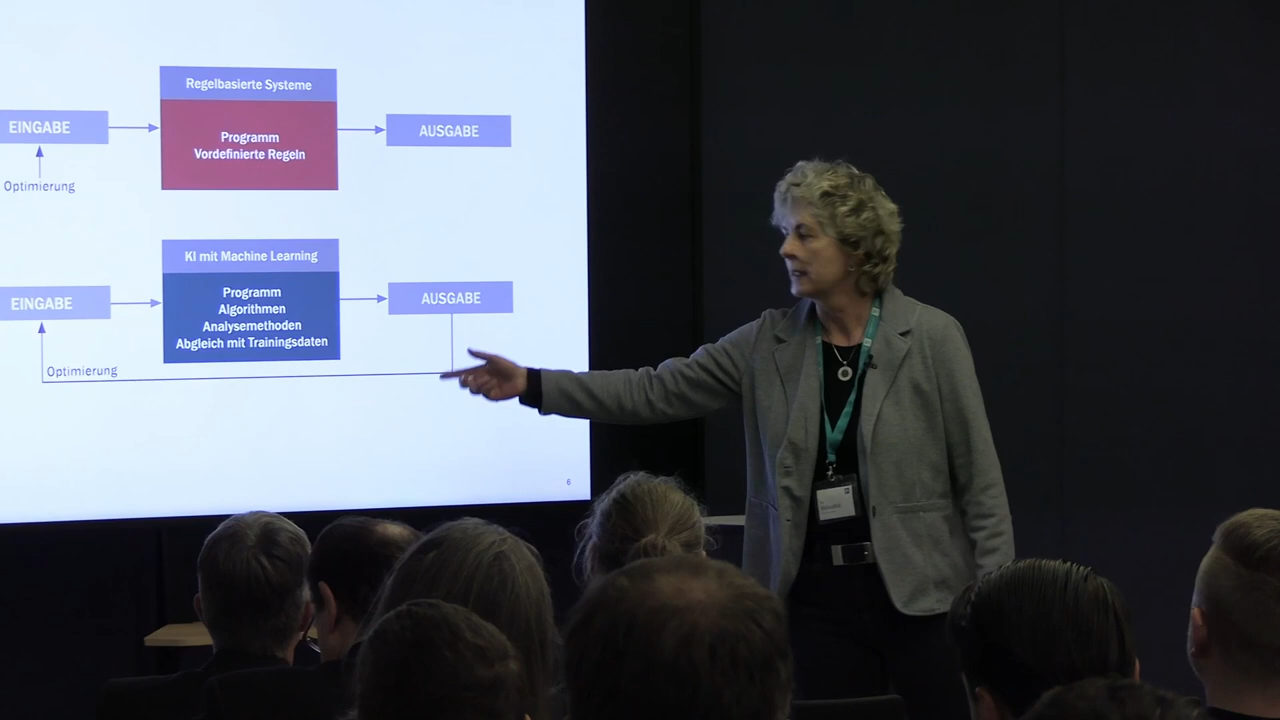 Regelbasierte Systeme
EINGABE
Programm
Vordefinierte Regeln
AUSGABE
Optimierung
KI mit Machine Learning
EINGABE
Programm
Algorithmen
Analysemethoden
Abgleich mit Trainingsdaten
AUSGABE
Optimierung
6